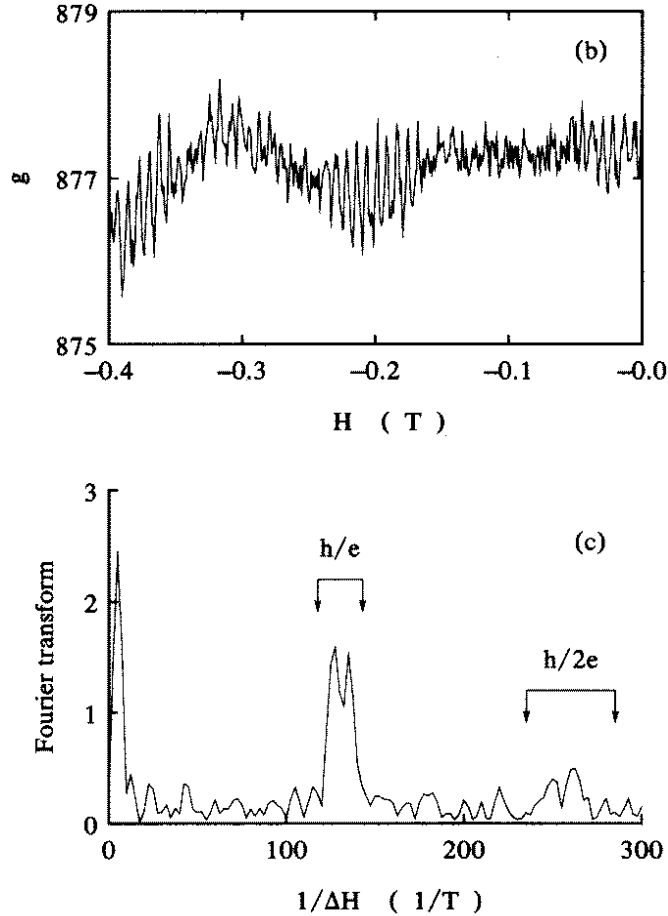 879
(b)
g
877
875
−0.4
−0.3
−0.2
−0.1
−0.0
H ( T )
3
(c)
h/e
2
Fourier transform
h/2e
1
0
0
100
200
300
1/ΔH ( 1/T )